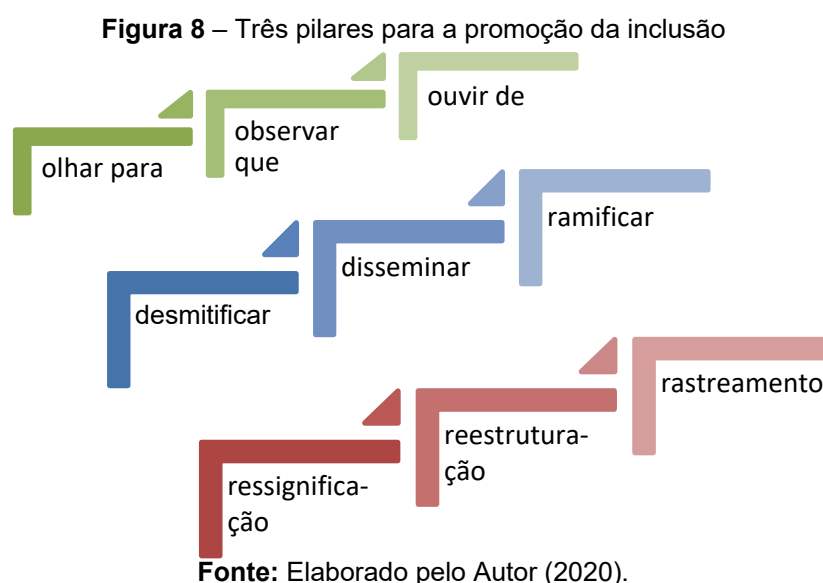 Figura 8 – Três pilares para a promoção da inclusão
olhar para
observar
que
ouvir de
desmitificar
disseminar
ramificar
ressignifica-
ção
reestrutura-
ção
rastreamento
Fonte: Elaborado pelo Autor (2020).